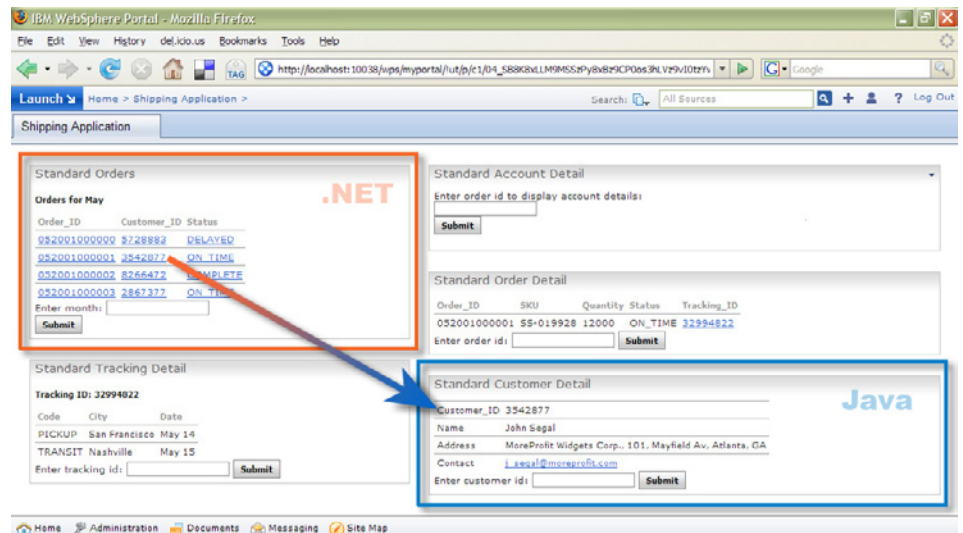 IBM WebSphere Portal - Mozilla Firefox
File Edit View History del.icio.us Bookmarks Tools Help
TAG
Google
Launch Home > Shipping Application >
Search: All Sources
? Log Out
Shipping Application
Standard Orders
.NET
Orders for May
Order_ID Customer_ID Status
052001000000 5728883 DELAYED
052001000001 3542877 ON_TIME
052001000002 8266472 COMPLETE
052001000003 2867377 ON_TIME
Enter month:
Submit
Standard Account Detail
Enter order id to display account details:
Submit
Standard Order Detail
Order_ID SKU Quantity Status Tracking_ID
052001000001 SS-019928 12000 ON_TIME 32994822
Enter order id: Submit
Standard Tracking Detail
Tracking ID: 32994822
Code City Date
PICKUP San Francisco May 14
TRANSIT Nashville May 15
Enter tracking id: Submit
Standard Customer Detail
Java
Customer_ID 3542877
Name John Segal
Address MoreProfit Widgets Corp., 101, Mayfield Av, Atlanta, GA
Contact j_segal@moreprofit.com
Enter customer id: Submit
Home Administration Documents Messaging Site Map